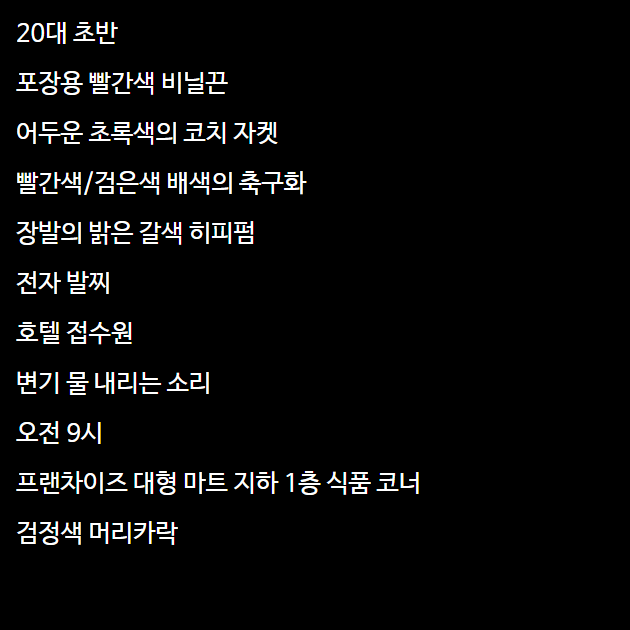 20대 초반
포장용 빨간색 비닐끈
어두운 초록색의 코치 자켓
빨간색/검은색 배색의 축구화
장발의 밝은 갈색 히피펌
전자 발찌
호텔 접수원
변기 물 내리는 소리
오전 9시
프랜차이즈 대형 마트 지하 1층 식품 코너
검정색 머리카락